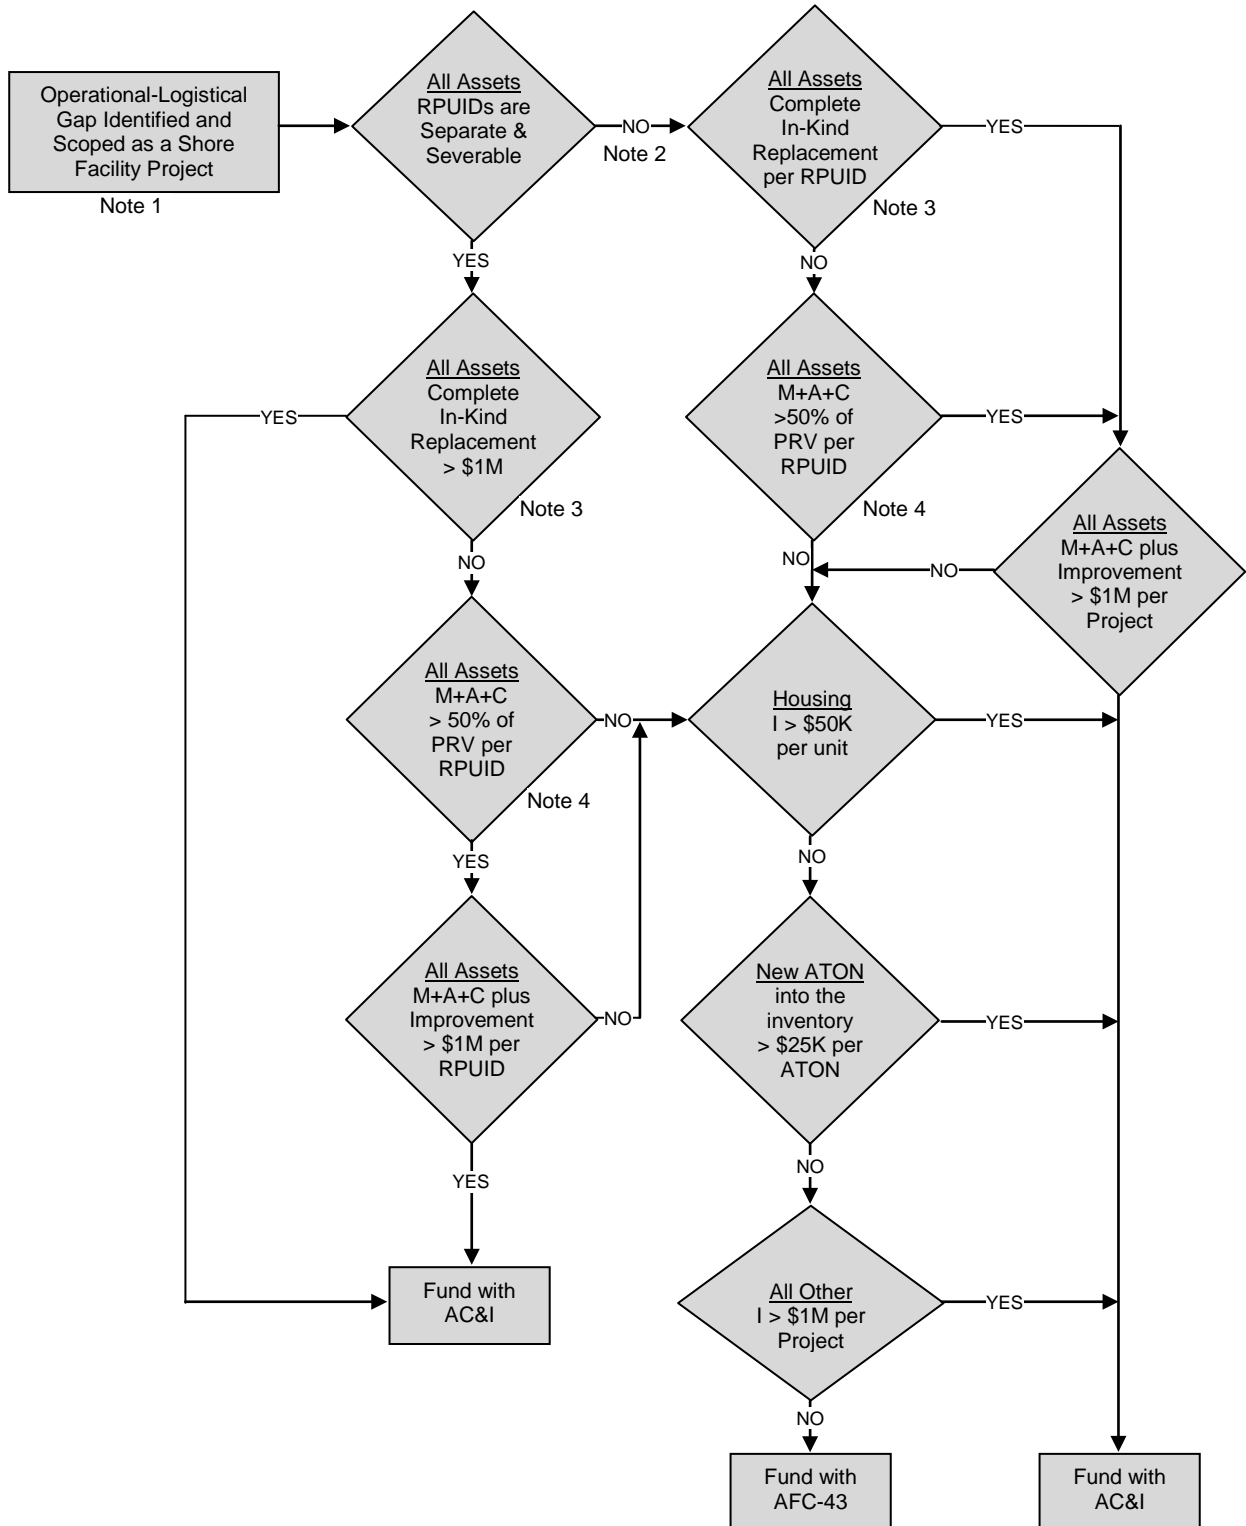 Operational-Logistical
Gap Identified and
Scoped as a Shore
Facility Project
Note 1
All Assets
RPUIDs are
Separate &
Severable
NO
Note 2
All Assets
Complete
In-Kind
Replacement
per RPUID
Note 3
YES
YES
NO
All Assets
Complete
In-Kind
Replacement
> $1M
Note 3
YES
NO
All Assets
M+A+C
>50% of
PRV per
RPUID
Note 4
YES
NO
All Assets
M+A+C plus
Improvement
> $1M per
Project
NO
All Assets
M+A+C
> 50% of
PRV per
RPUID
Note 4
NO
YES
Housing
I > $50K
per unit
YES
NO
All Assets
M+A+C plus
Improvement
> $1M per
RPUID
NO
YES
New ATON
into the
inventory
> $25K per
ATON
YES
NO
Fund with
AC&I
All Other
I > $1M per
Project
YES
NO
Fund with
AFC-43
Fund with
AC&I